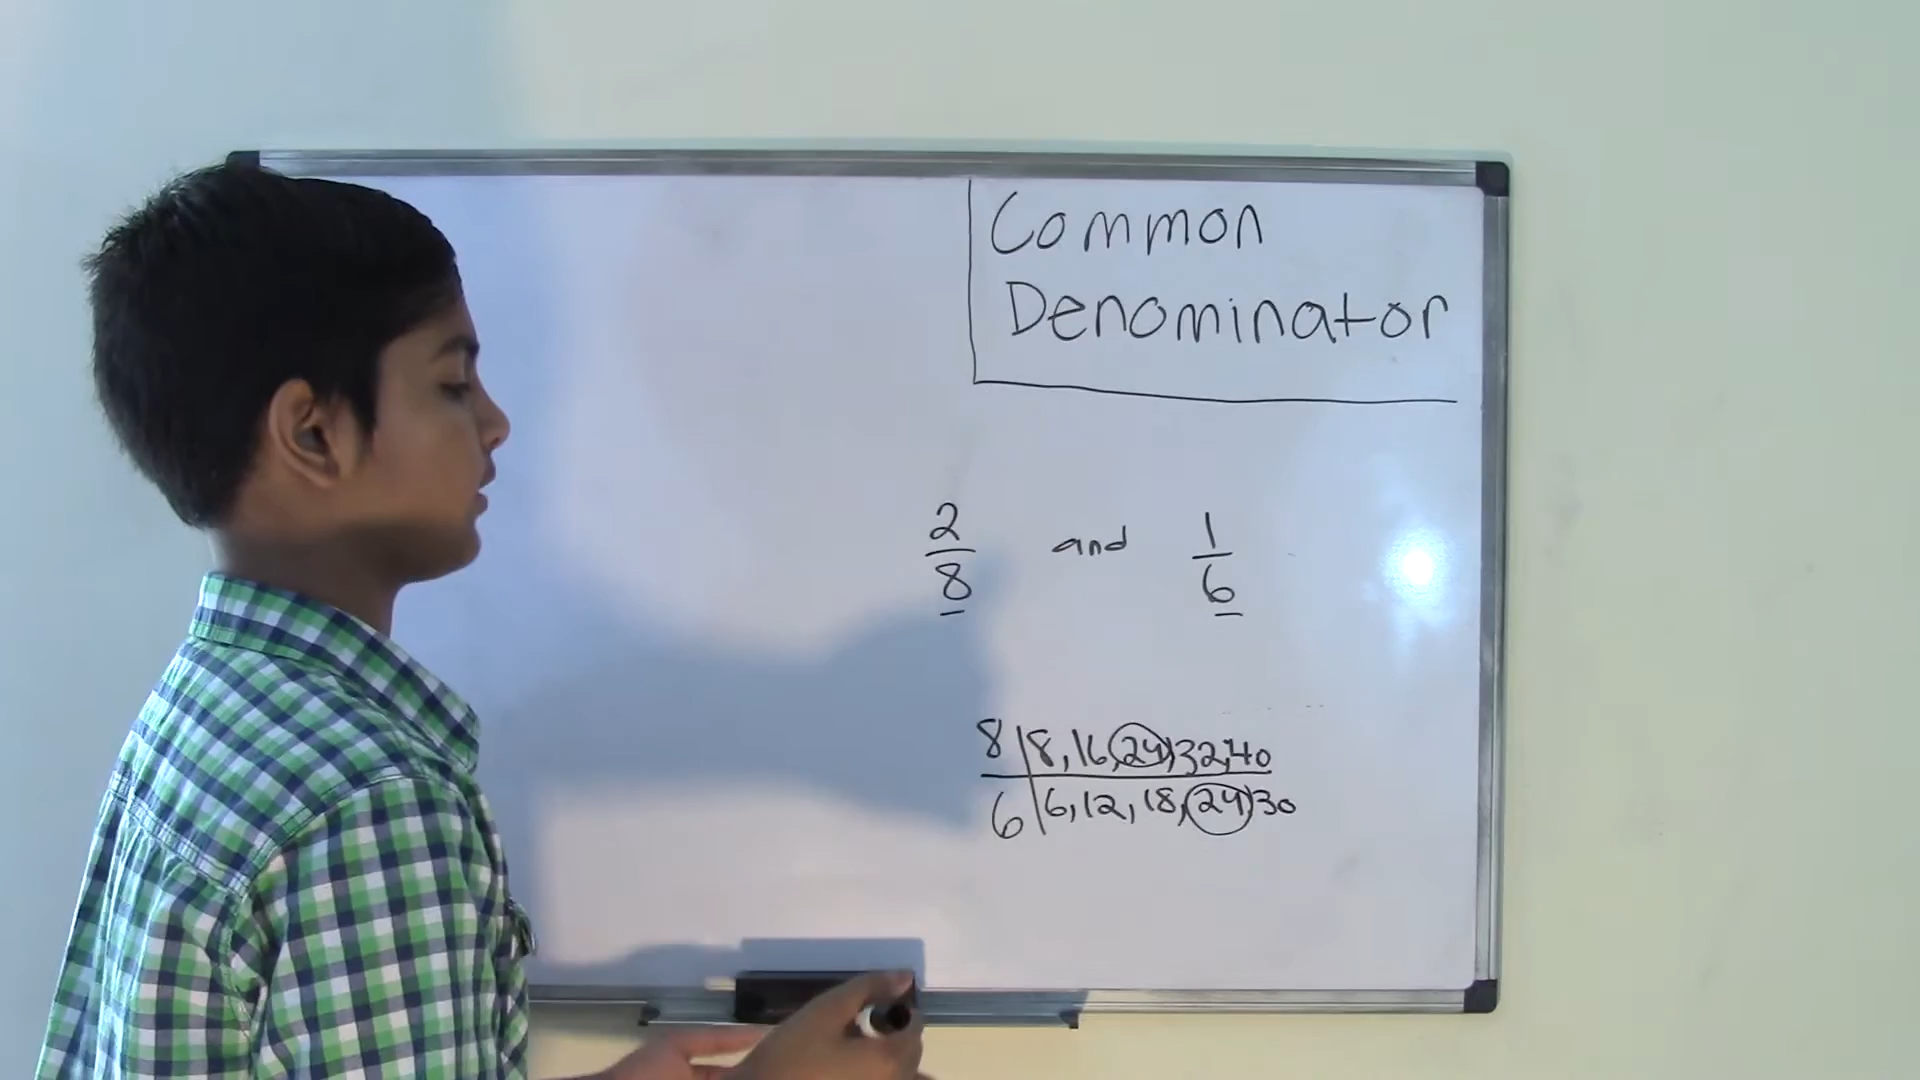 Common
Denominator
2/8 and 1/6
8 | 8, 16, 24, 32, 40
6 | 6, 12, 18, 24, 30